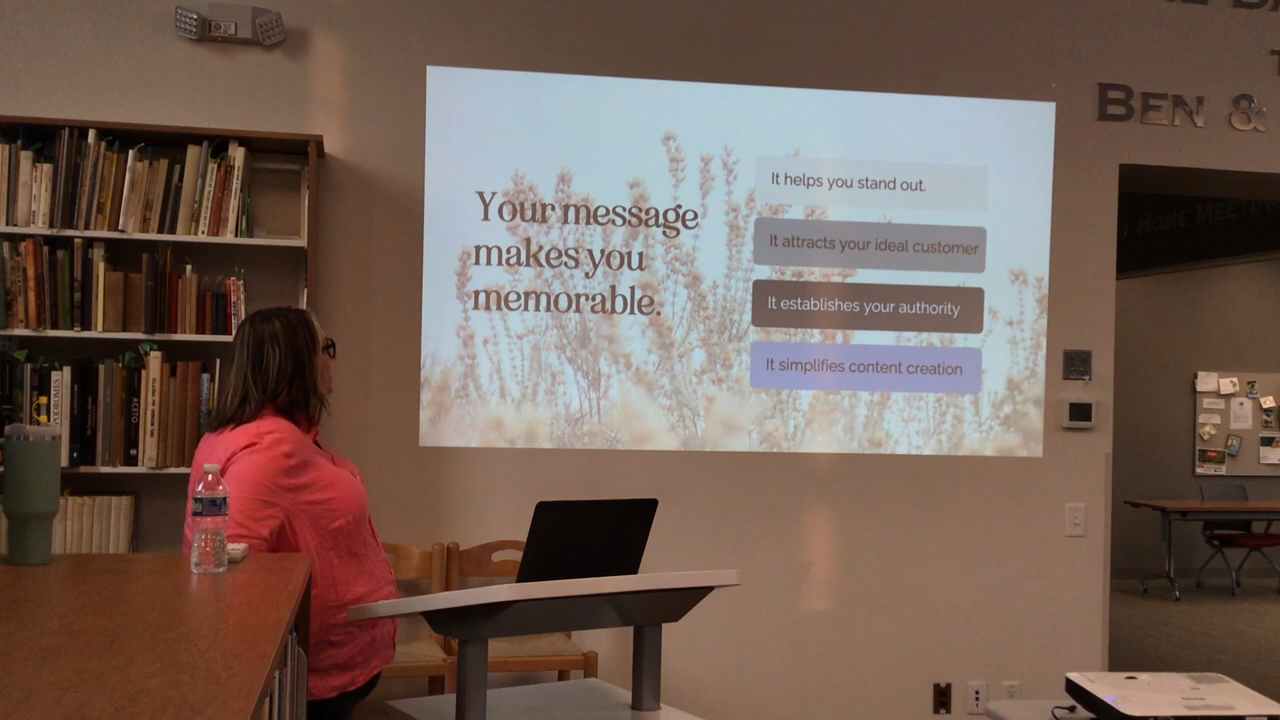 BEN &
Your message
makes you
memorable.
It helps you stand out.
It attracts your ideal customer
It establishes your authority
It simplifies content creation
ACETO